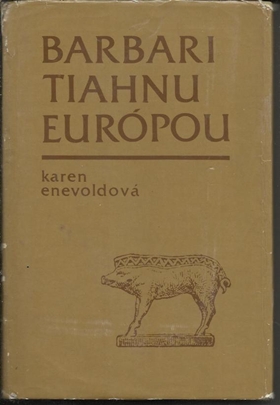 BARBARI
TIAHNU
EURÓPOU
karen
enevoldová